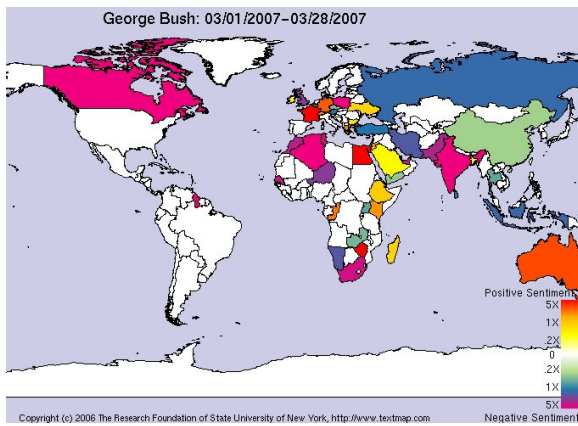 George Bush: 03/01/2007-03/28/2007
Positive Sentiment
5X
1X
.2X
0
.2X
1X
5X
Negative Sentiment
Copyright (c) 2006 The Research Foundation of State University of New York, http://www.textmap.com